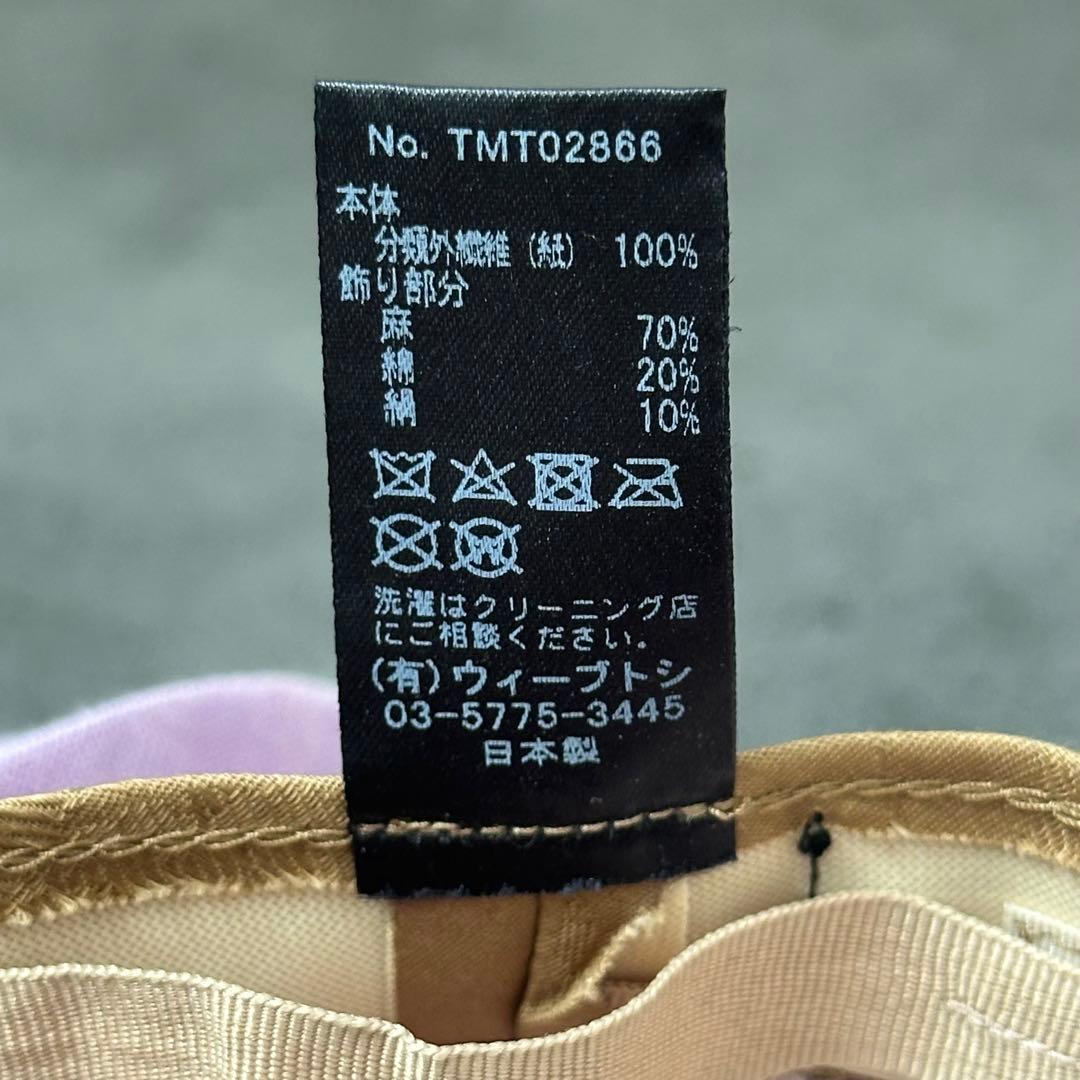 No. TMT02866
本体
分類外繊維（紙） 100%
飾り部分
麻 70%
綿 20%
絹 10%
洗濯はクリーニング店
にご相談ください。
(有)ウィーブトシ
03-5775-3445
日本製